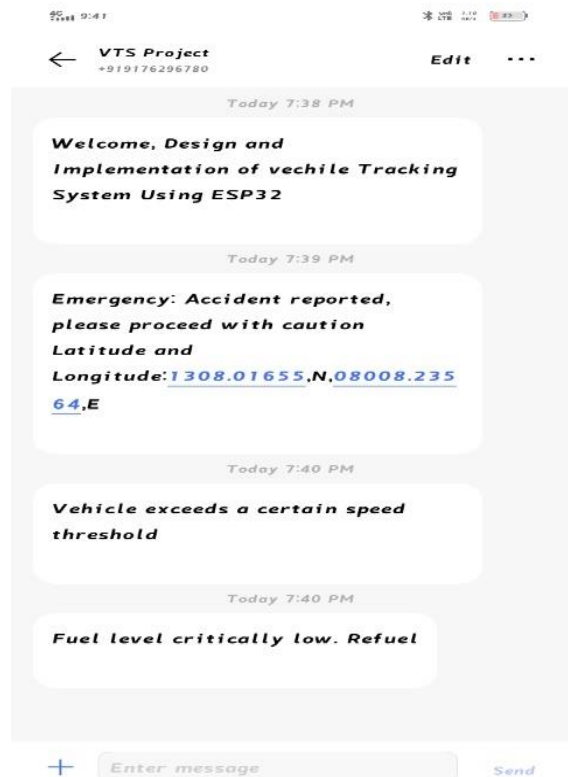 4G 9:41
VTS Project
Edit
+919176296780
Today 7:38 PM
Welcome, Design and
Implementation of vechile Tracking
System Using ESP32
Today 7:39 PM
Emergency: Accident reported,
please proceed with caution
Latitude and
Longitude:1308.01655,N,08008.235
64,E
Today 7:40 PM
Vehicle exceeds a certain speed
threshold
Today 7:40 PM
Fuel level critically low. Refuel
Enter message
Send